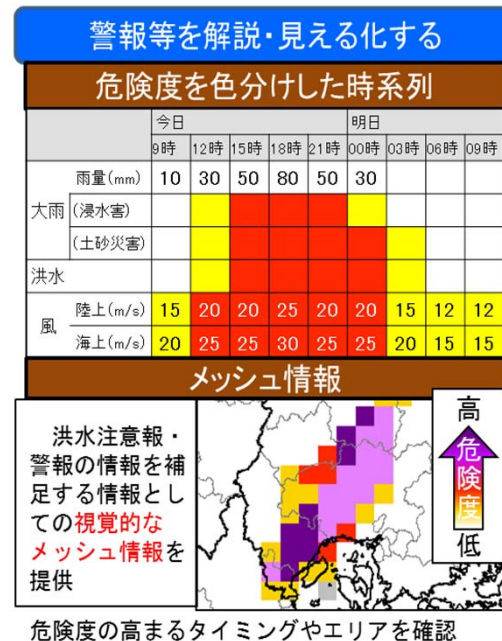 警報等を解説・見える化する
危険度を色分けした時系列
今日 明日
9時 12時 15時 18時 21時 00時 03時 06時 09時
大雨 雨量(mm) 10 30 50 80 50 30
(浸水害)
(土砂災害)
洪水
風 陸上(m/s) 15 20 20 25 20 20 15 12 12
海上(m/s) 20 25 25 30 25 25 20 15 15
メッシュ情報
洪水注意報・
警報の情報を補
足する情報とし
ての視覚的な
メッシュ情報を
提供
高
危険度
低
危険度の高まるタイミングやエリアを確認